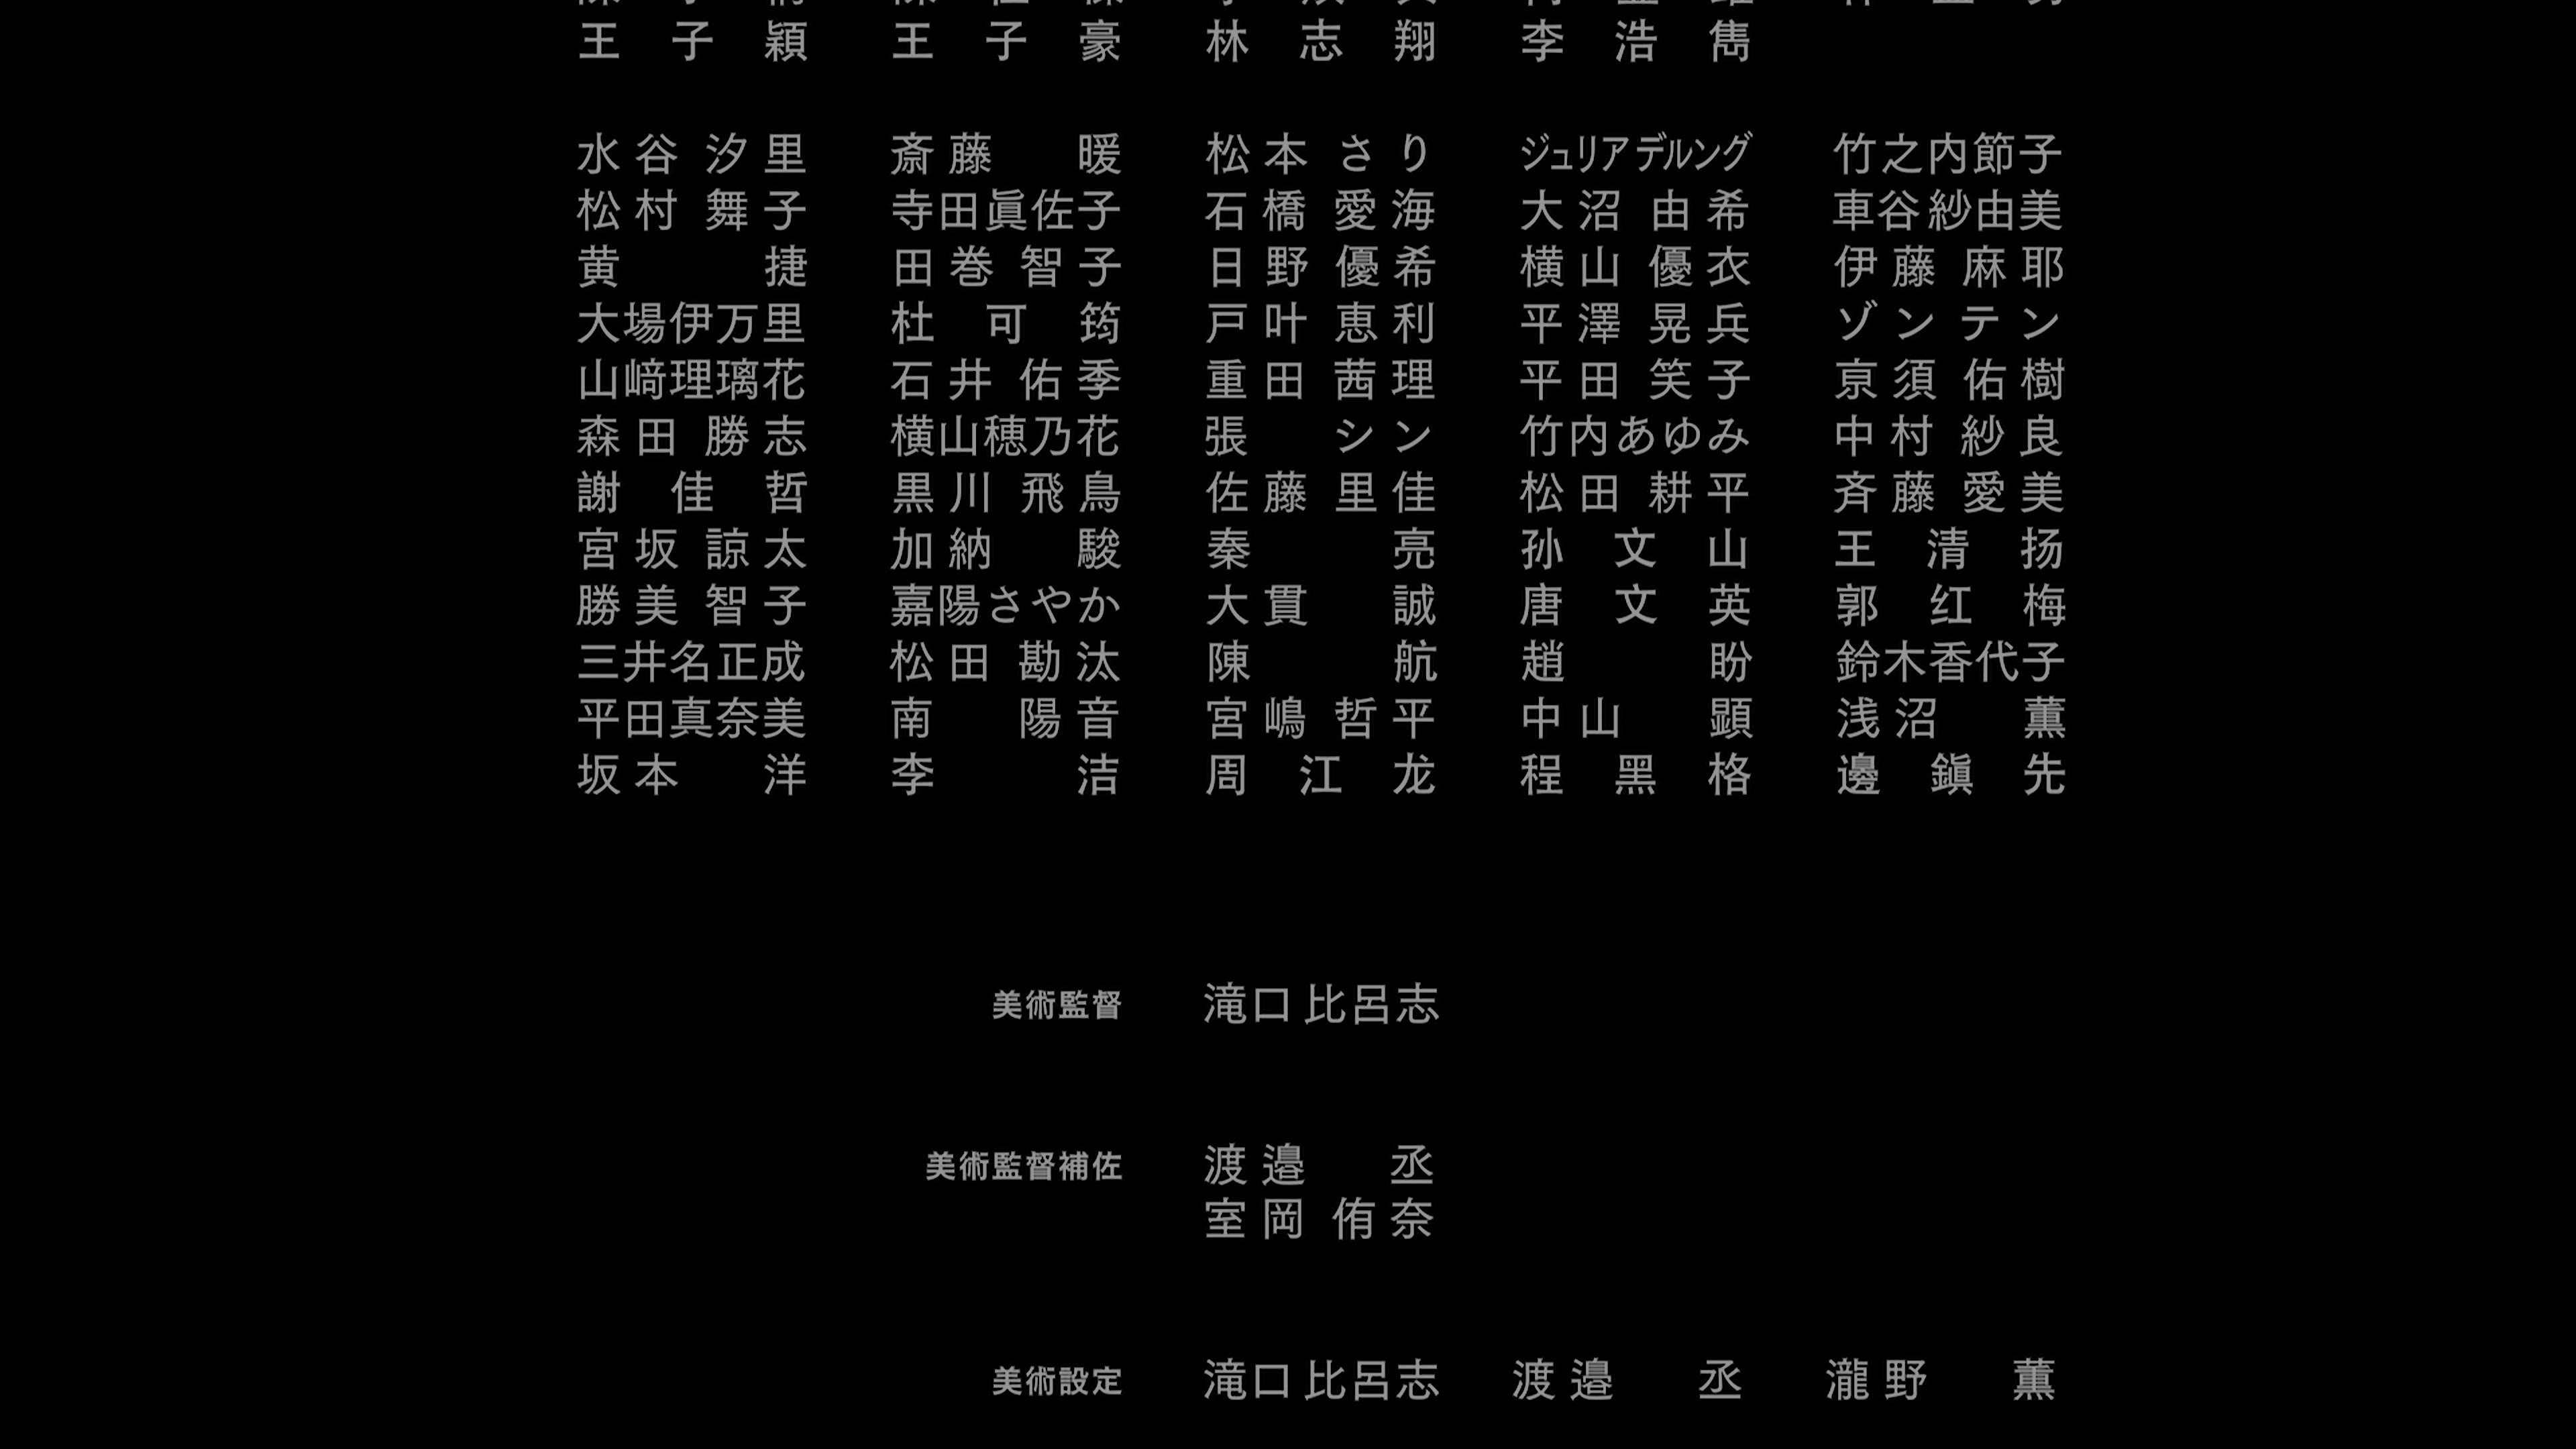 王子穎 王子豪 林志翔 李浩雋
水谷汐里 斎藤暖 松本さり ジュリアデルング 竹之内節子
松村舞子 寺田眞佐子 石橋愛海 大沼由希 車谷紗由美
黄捷 田巻智子 日野優希 横山優衣 伊藤麻耶
大場伊万里 杜可筠 戸叶恵利 平澤晃兵 ゾンテン
山﨑理璃花 石井佑季 重田茜理 平田笑子 亰須佑樹
森田勝志 横山穂乃花 張シン 竹内あゆみ 中村紗良
謝佳哲 黒川飛鳥 佐藤里佳 松田耕平 斉藤愛美
宮坂諒太 加納駿 秦亮 孙文山 王清扬
勝美智子 嘉陽さやか 大貫誠 唐文英 郭红梅
三井名正成 松田勘汰 陳航 趙盼 鈴木香代子
平田真奈美 南陽音 宮嶋哲平 中山顕 浅沼薫
坂本洋 李洁 周江龙 程黑格 邊鎭先
美術監督 滝口比呂志
美術監督補佐 渡邉丞
室岡侑奈
美術設定 滝口比呂志 渡邉丞 瀧野薫